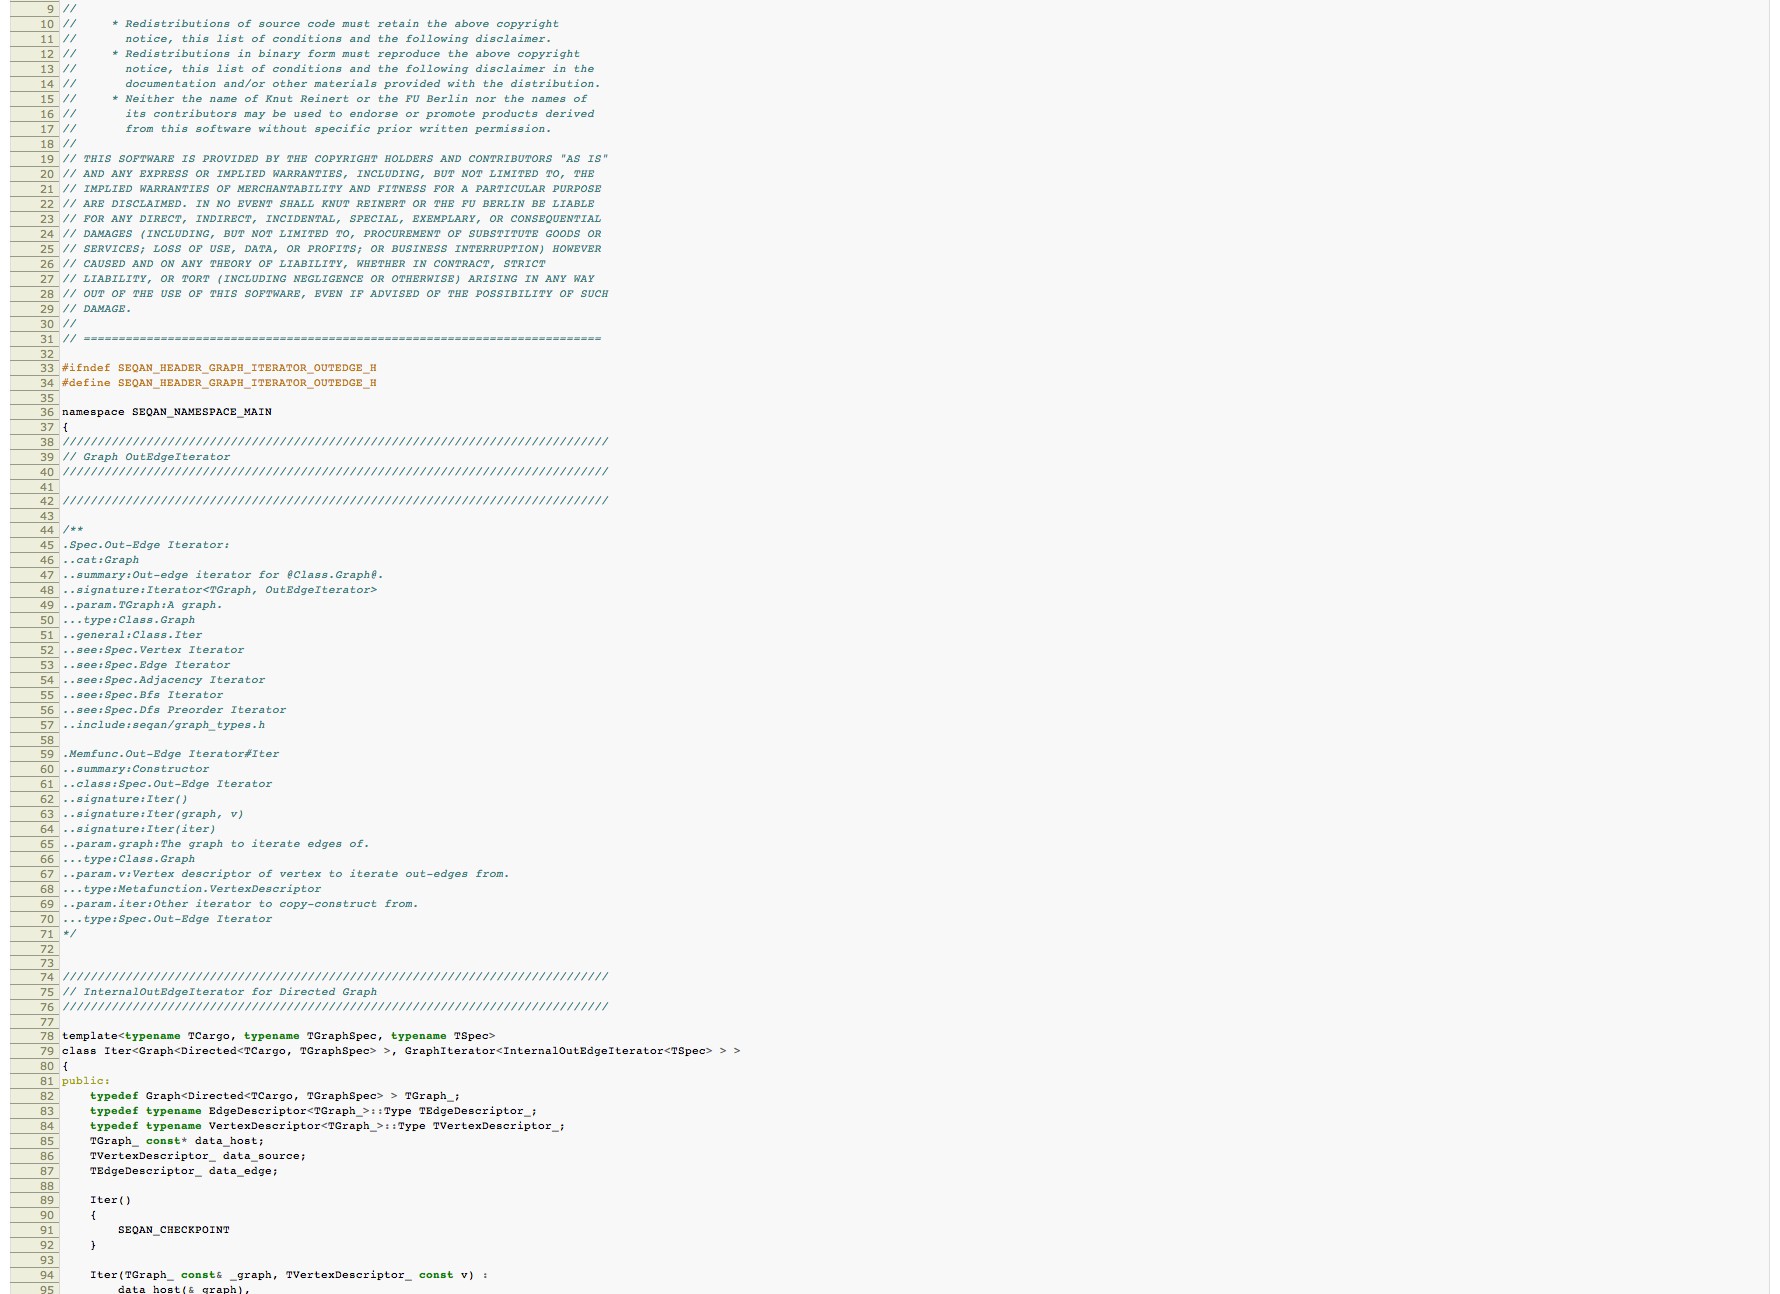 9 //
10 //     * Redistributions of source code must retain the above copyright
11 //       notice, this list of conditions and the following disclaimer.
12 //     * Redistributions in binary form must reproduce the above copyright
13 //       notice, this list of conditions and the following disclaimer in the
14 //       documentation and/or other materials provided with the distribution.
15 //     * Neither the name of Knut Reinert or the FU Berlin nor the names of
16 //       its contributors may be used to endorse or promote products derived
17 //       from this software without specific prior written permission.
18 //
19 // THIS SOFTWARE IS PROVIDED BY THE COPYRIGHT HOLDERS AND CONTRIBUTORS "AS IS"
20 // AND ANY EXPRESS OR IMPLIED WARRANTIES, INCLUDING, BUT NOT LIMITED TO, THE
21 // IMPLIED WARRANTIES OF MERCHANTABILITY AND FITNESS FOR A PARTICULAR PURPOSE
22 // ARE DISCLAIMED. IN NO EVENT SHALL KNUT REINERT OR THE FU BERLIN BE LIABLE
23 // FOR ANY DIRECT, INDIRECT, INCIDENTAL, SPECIAL, EXEMPLARY, OR CONSEQUENTIAL
24 // DAMAGES (INCLUDING, BUT NOT LIMITED TO, PROCUREMENT OF SUBSTITUTE GOODS OR
25 // SERVICES; LOSS OF USE, DATA, OR PROFITS; OR BUSINESS INTERRUPTION) HOWEVER
26 // CAUSED AND ON ANY THEORY OF LIABILITY, WHETHER IN CONTRACT, STRICT
27 // LIABILITY, OR TORT (INCLUDING NEGLIGENCE OR OTHERWISE) ARISING IN ANY WAY
28 // OUT OF THE USE OF THIS SOFTWARE, EVEN IF ADVISED OF THE POSSIBILITY OF SUCH
29 // DAMAGE.
30 //
31 // ==========================================================================
32
33 #ifndef SEQAN_HEADER_GRAPH_ITERATOR_OUTEDGE_H
34 #define SEQAN_HEADER_GRAPH_ITERATOR_OUTEDGE_H
35
36 namespace SEQAN_NAMESPACE_MAIN
37 {
38 //////////////////////////////////////////////////////////////////////////////
39 // Graph OutEdgeIterator
40 //////////////////////////////////////////////////////////////////////////////
41
42 //////////////////////////////////////////////////////////////////////////////
43
44 /**
45 .Spec.Out-Edge Iterator:
46 ..cat:Graph
47 ..summary:Out-edge iterator for @Class.Graph@.
48 ..signature:Iterator<TGraph, OutEdgeIterator>
49 ..param.TGraph:A graph.
50 ...type:Class.Graph
51 ..general:Class.Iter
52 ..see:Spec.Vertex Iterator
53 ..see:Spec.Edge Iterator
54 ..see:Spec.Adjacency Iterator
55 ..see:Spec.Bfs Iterator
56 ..see:Spec.Dfs Preorder Iterator
57 ..include:seqan/graph_types.h
58
59 .Memfunc.Out-Edge Iterator#Iter
60 ..summary:Constructor
61 ..class:Spec.Out-Edge Iterator
62 ..signature:Iter()
63 ..signature:Iter(graph, v)
64 ..signature:Iter(iter)
65 ..param.graph:The graph to iterate edges of.
66 ...type:Class.Graph
67 ..param.v:Vertex descriptor of vertex to iterate out-edges from.
68 ...type:Metafunction.VertexDescriptor
69 ..param.iter:Other iterator to copy-construct from.
70 ...type:Spec.Out-Edge Iterator
71 */
72
73
74 //////////////////////////////////////////////////////////////////////////////
75 // InternalOutEdgeIterator for Directed Graph
76 //////////////////////////////////////////////////////////////////////////////
77
78 template<typename TCargo, typename TGraphSpec, typename TSpec>
79 class Iter<Graph<Directed<TCargo, TGraphSpec> >, GraphIterator<InternalOutEdgeIterator<TSpec> > >
80 {
81 public:
82     typedef Graph<Directed<TCargo, TGraphSpec> > TGraph_;
83     typedef typename EdgeDescriptor<TGraph_>::Type TEdgeDescriptor_;
84     typedef typename VertexDescriptor<TGraph_>::Type TVertexDescriptor_;
85     TGraph_ const* data_host;
86     TVertexDescriptor_ data_source;
87     TEdgeDescriptor_ data_edge;
88
89     Iter()
90     {
91         SEQAN_CHECKPOINT
92     }
93
94     Iter(TGraph_ const& _graph, TVertexDescriptor_ const v) :
95         data_host(&_graph),